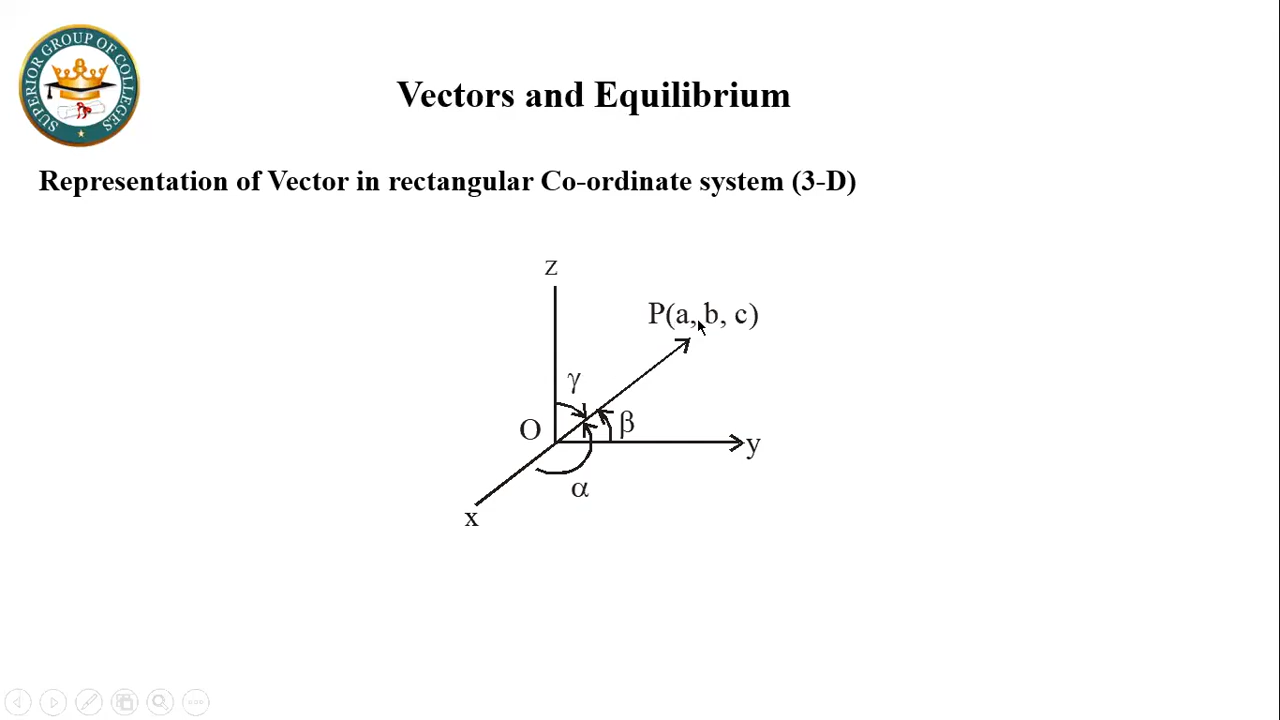 SUPERIOR GROUP OF COLLEGES
Vectors and Equilibrium
Representation of Vector in rectangular Co-ordinate system (3-D)
z
P(a, b, c)
γ
O
β
y
α
x